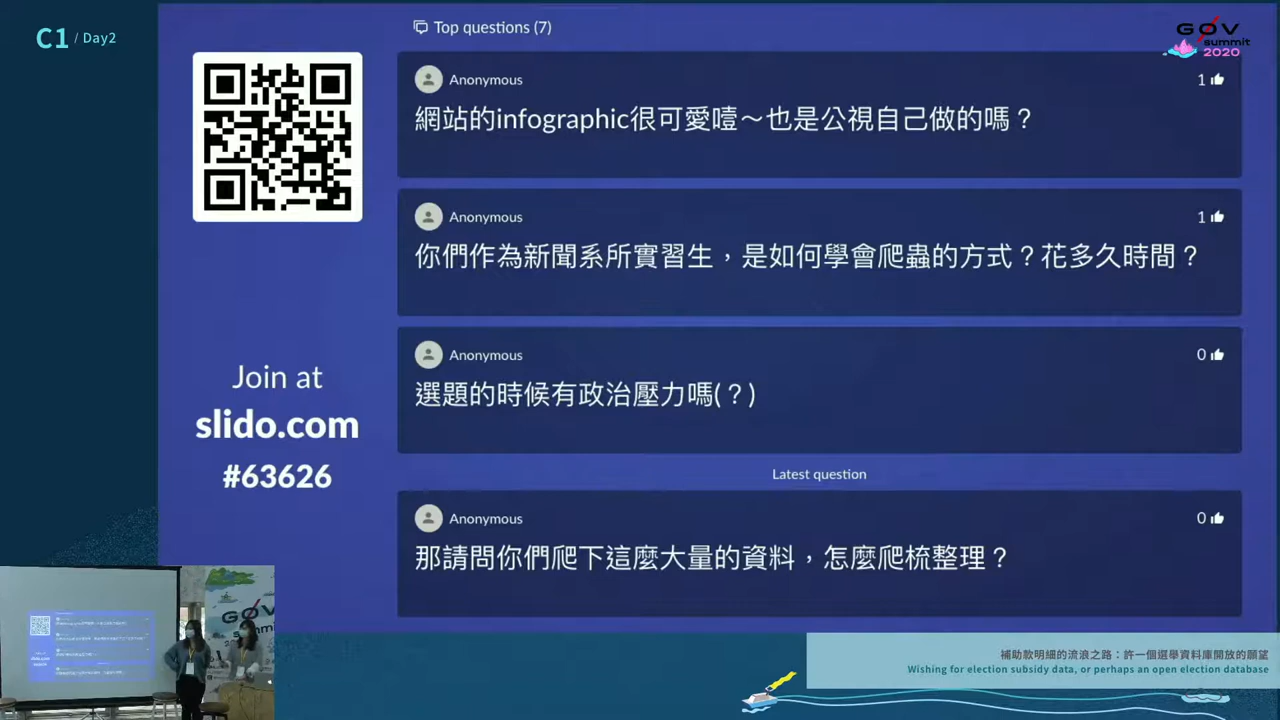 C1 / Day2
Top questions (7)
GØV
summit
2020
Anonymous
1
網站的infographic很可愛噎～也是公視自己做的嗎？
Anonymous
1
你們作為新聞系所實習生，是如何學會爬蟲的方式？花多久時間？
Anonymous
0
選題的時候有政治壓力嗎(？)
Latest question
Anonymous
0
那請問你們爬下這麼大量的資料，怎麼爬梳整理？
Join at
slido.com
#63626
GØV
summit
補助款明細的流浪之路：許一個選舉資料庫開放的願望
Wishing for election subsidy data, or perhaps an open election database